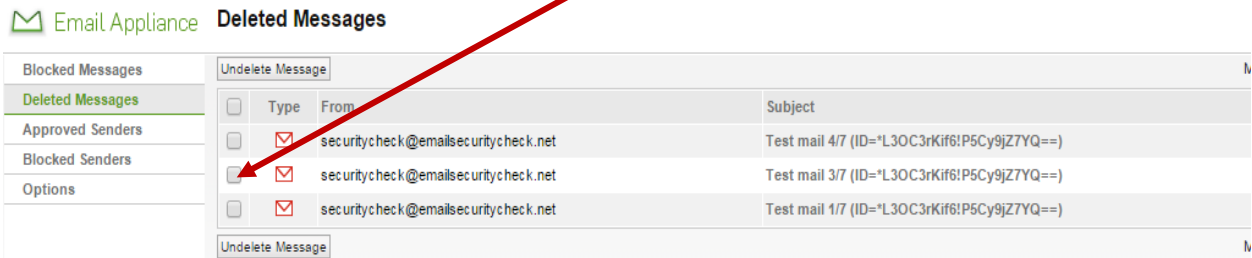 Email Appliance Deleted Messages
Blocked Messages
Deleted Messages
Approved Senders
Blocked Senders
Options
Undelete Message M
Type From Subject
securitycheck@emailsecuritycheck.net Test mail 4/7 (ID=*L3OC3rKif6!P5Cy9jZ7YQ==)
securitycheck@emailsecuritycheck.net Test mail 3/7 (ID=*L3OC3rKif6!P5Cy9jZ7YQ==)
securitycheck@emailsecuritycheck.net Test mail 1/7 (ID=*L3OC3rKif6!P5Cy9jZ7YQ==)
Undelete Message M